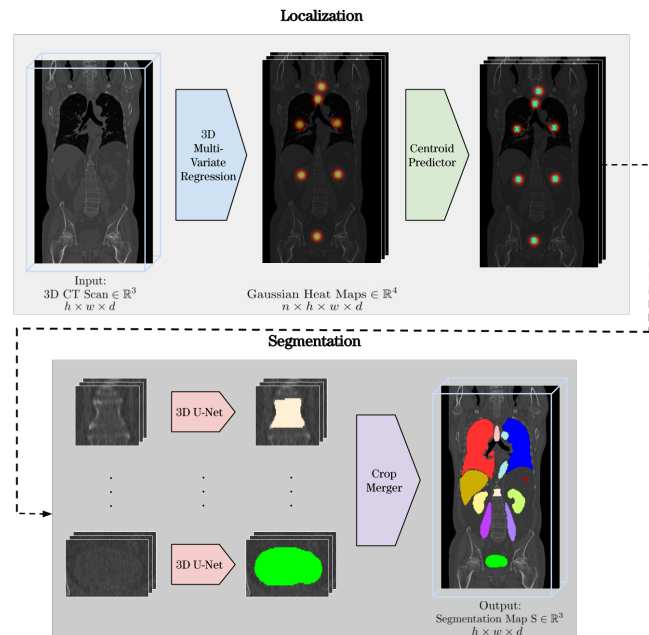 Localization
3D
Multi-
Variate
Regression
Centroid
Predictor
Input:
3D CT Scan ∈ ℝ³
h × w × d
Gaussian Heat Maps ∈ ℝ⁴
n × h × w × d
Segmentation
3D U-Net
3D U-Net
Crop
Merger
Output:
Segmentation Map S ∈ ℝ³
h × w × d